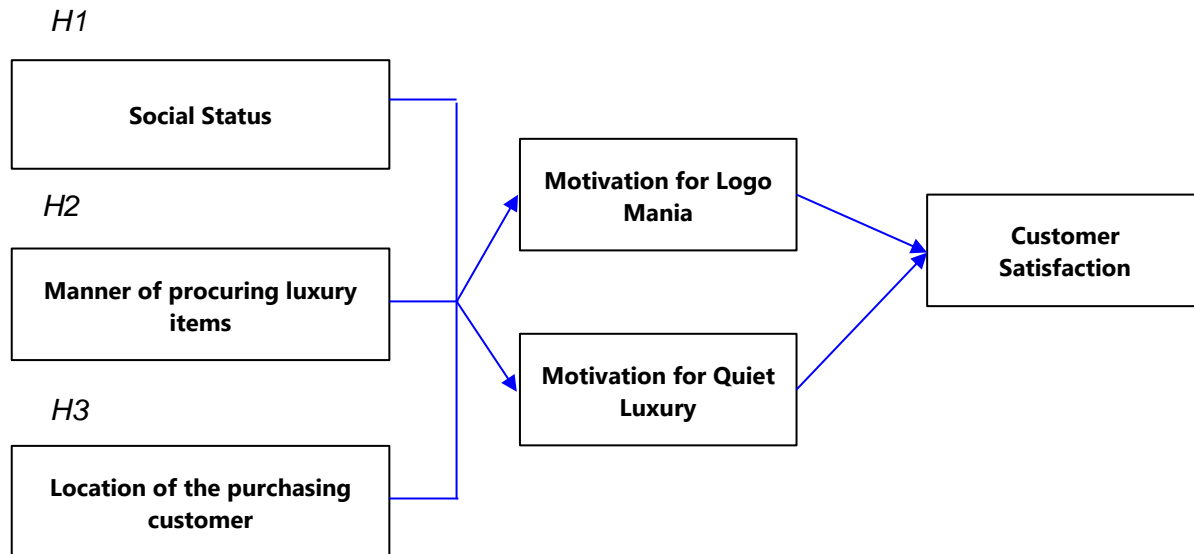 H1
Social Status
H2
Manner of procuring luxury
items
H3
Location of the purchasing
customer
Motivation for Logo
Mania
Motivation for Quiet
Luxury
Customer
Satisfaction